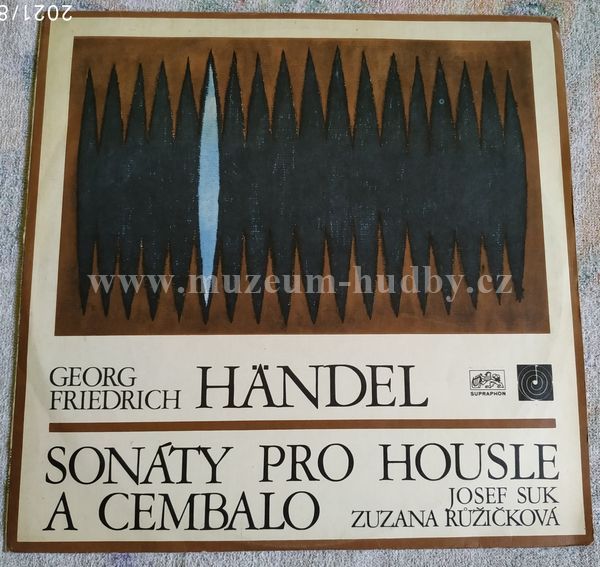 2021/8
www.muzeum-hudby.cz
GEORG
FRIEDRICH HÄNDEL
SUPRAPHON
SONÁTY PRO HOUSLE
A CEMBALO
JOSEF SUK
ZUZANA RŮŽIČKOVÁ